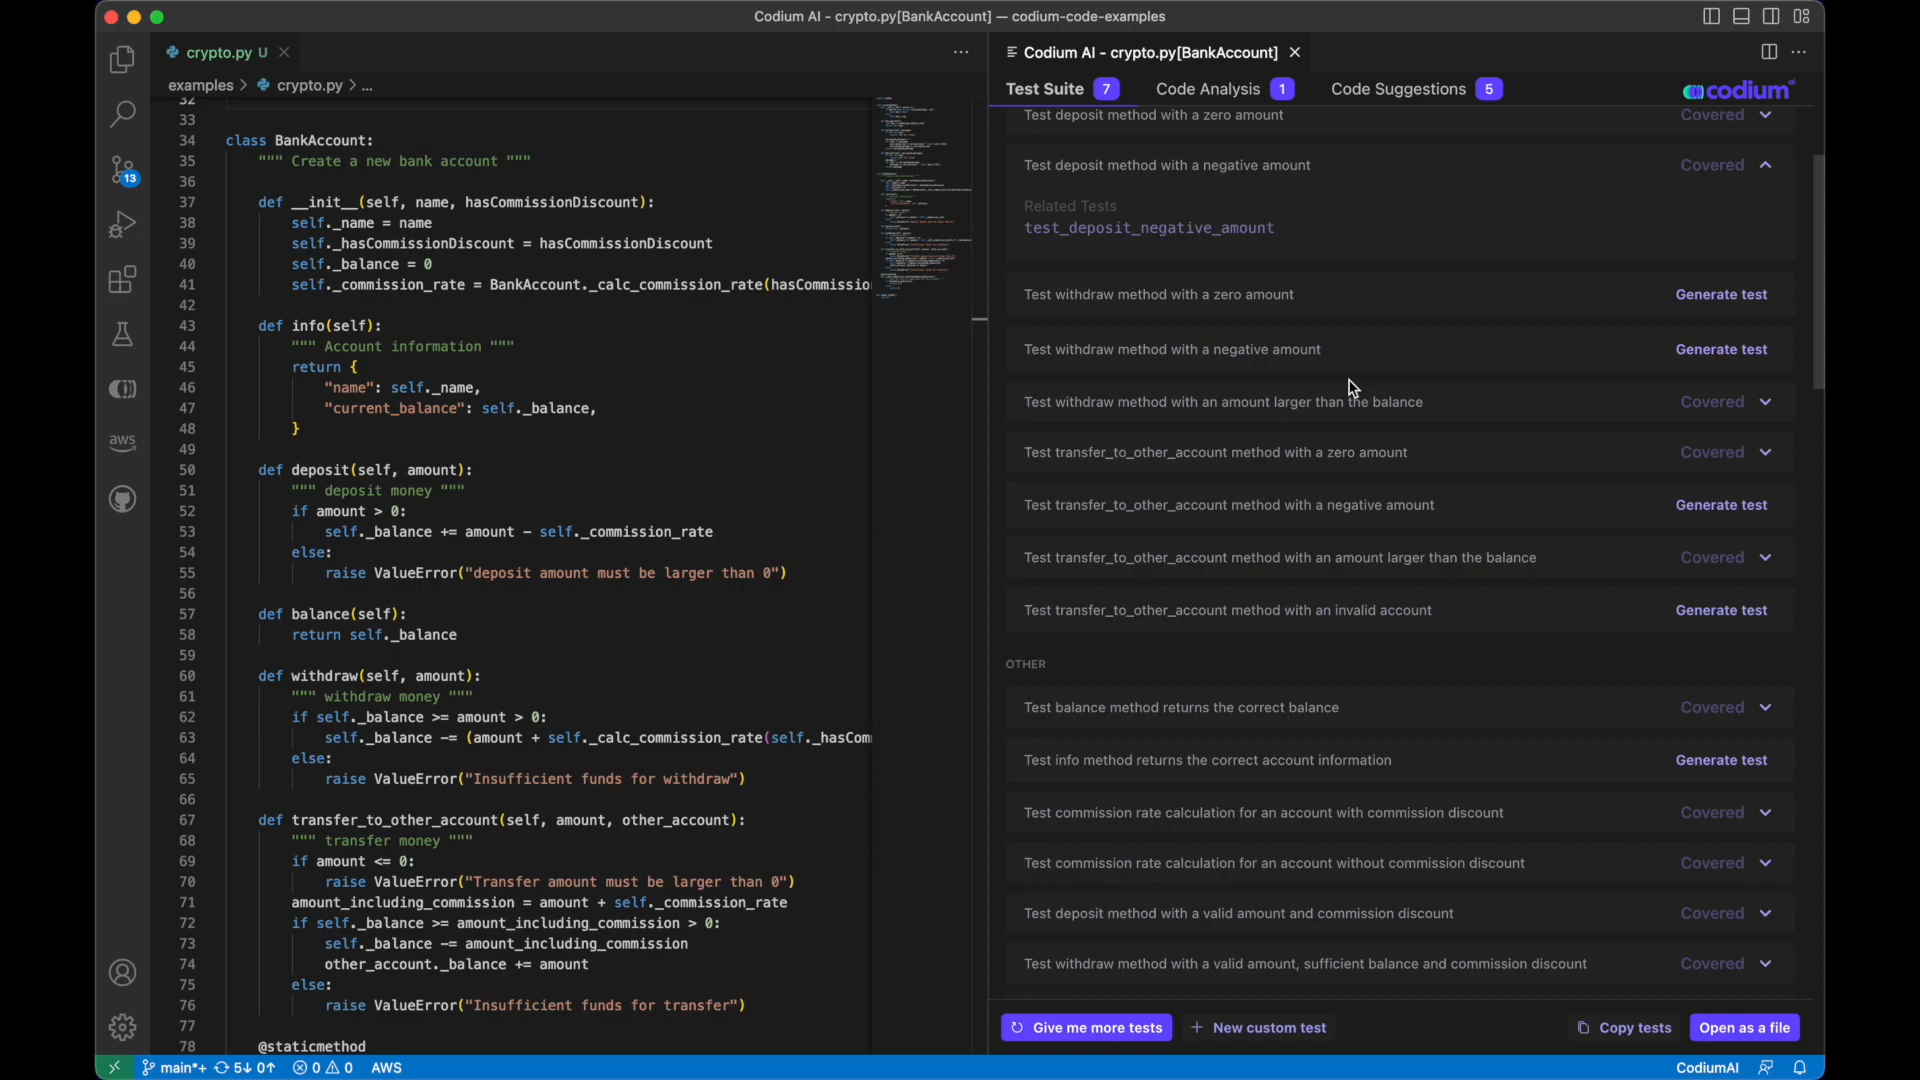 Codium AI - crypto.py[BankAccount] — codium-code-examples
crypto.py U
Codium AI - crypto.py[BankAccount]
examples > crypto.py > ...
Test Suite 7
Code Analysis 1
Code Suggestions 5
codium
32
33
34 class BankAccount:
35 """ Create a new bank account """
36
37 def __init__(self, name, hasCommissionDiscount):
38 self._name = name
39 self._hasCommissionDiscount = hasCommissionDiscount
40 self._balance = 0
41 self._commission_rate = BankAccount._calc_commission_rate(hasCommissio
42
43 def info(self):
44 """ Account information """
45 return {
46 "name": self._name,
47 "current_balance": self._balance,
48 }
49
50 def deposit(self, amount):
51 """ deposit money """
52 if amount > 0:
53 self._balance += amount - self._commission_rate
54 else:
55 raise ValueError("deposit amount must be larger than 0")
56
57 def balance(self):
58 return self._balance
59
60 def withdraw(self, amount):
61 """ withdraw money """
62 if self._balance >= amount > 0:
63 self._balance -= (amount + self._calc_commission_rate(self._hasCom
64 else:
65 raise ValueError("Insufficient funds for withdraw")
66
67 def transfer_to_other_account(self, amount, other_account):
68 """ transfer money """
69 if amount <= 0:
70 raise ValueError("Transfer amount must be larger than 0")
71 amount_including_commission = amount + self._commission_rate
72 if self._balance >= amount_including_commission > 0:
73 self._balance -= amount_including_commission
74 other_account._balance += amount
75 else:
76 raise ValueError("Insufficient funds for transfer")
77
78 @staticmethod
Test deposit method with a zero amount Covered
Test deposit method with a negative amount Covered
Related Tests
test_deposit_negative_amount
Test withdraw method with a zero amount Generate test
Test withdraw method with a negative amount Generate test
Test withdraw method with an amount larger than the balance Covered
Test transfer_to_other_account method with a zero amount Covered
Test transfer_to_other_account method with a negative amount Generate test
Test transfer_to_other_account method with an amount larger than the balance Covered
Test transfer_to_other_account method with an invalid account Generate test
OTHER
Test balance method returns the correct balance Covered
Test info method returns the correct account information Generate test
Test commission rate calculation for an account with commission discount Covered
Test commission rate calculation for an account without commission discount Covered
Test deposit method with a valid amount and commission discount Covered
Test withdraw method with a valid amount, sufficient balance and commission discount Covered
Give me more tests
+ New custom test
Copy tests
Open as a file
13
aws
main*+ 5↓ 0↑ 0 0 AWS
CodiumAI